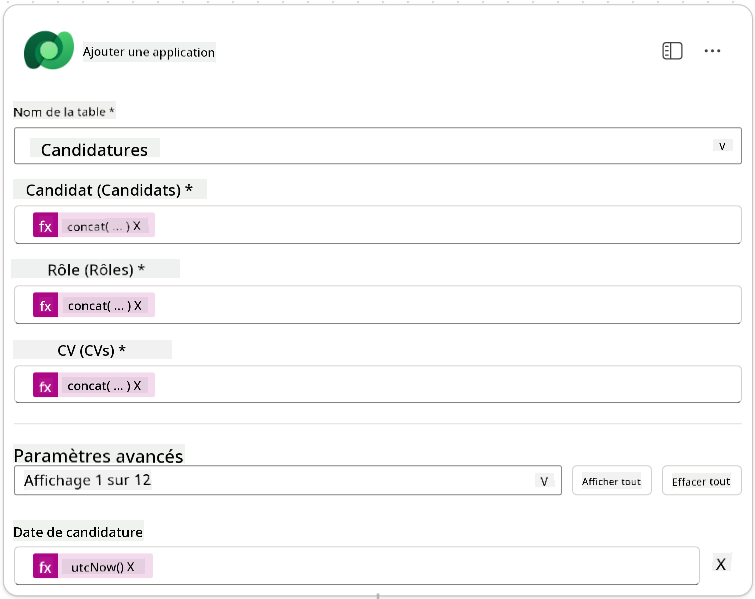 Ajouter une application
Nom de la table *
Candidatures
v
Candidat (Candidats) *
fx concat( ... ) X
Rôle (Rôles) *
fx concat( ... ) X
CV (CVs) *
fx concat( ... ) X
Paramètres avancés
Affichage 1 sur 12 V Afficher tout Effacer tout
Date de candidature
fx utcNow() X X